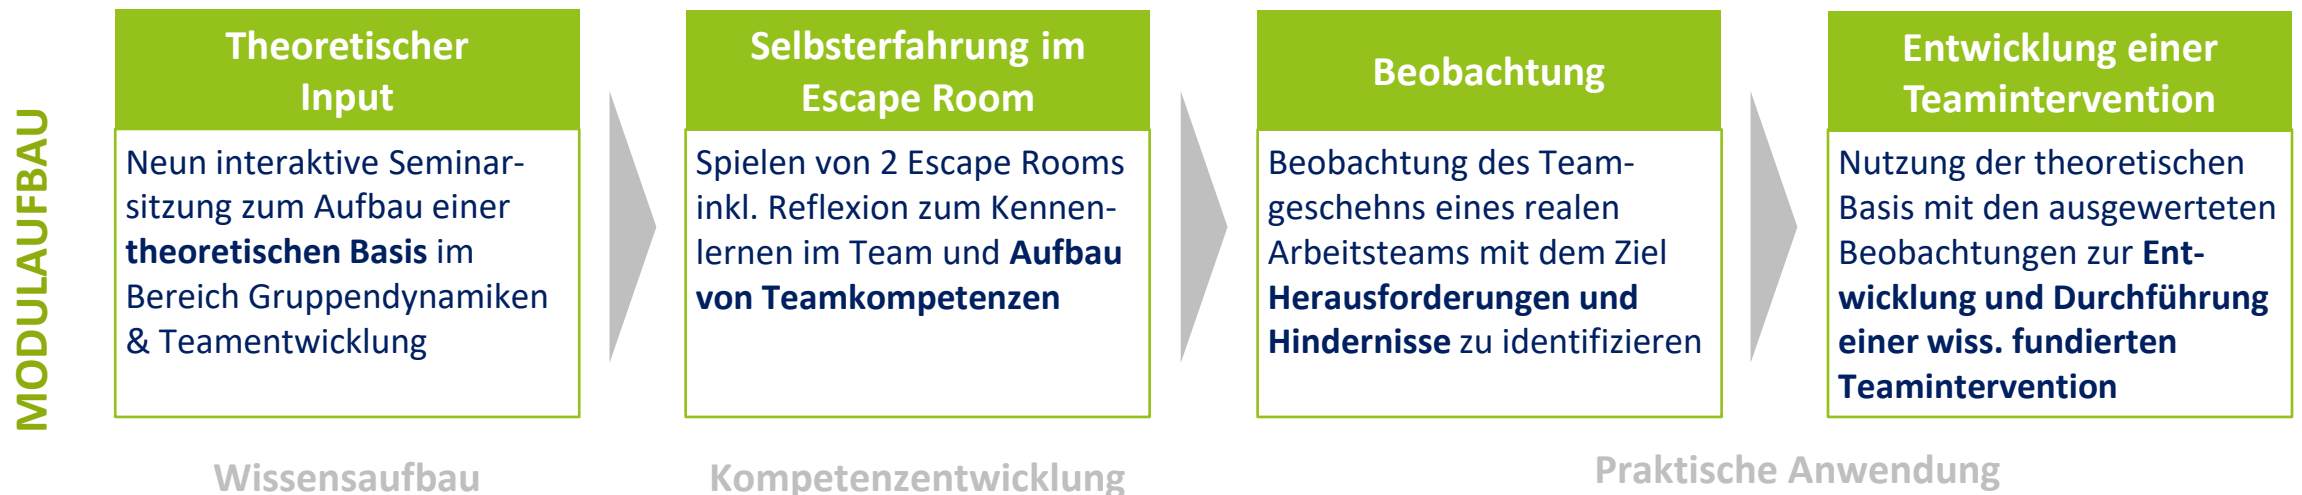 MODULAUFBAU
Theoretischer
Input
Neun interaktive Seminar-
sitzung zum Aufbau einer
theoretischen Basis im
Bereich Gruppendynamiken
& Teamentwicklung
Wissensaufbau
Selbsterfahrung im
Escape Room
Spielen von 2 Escape Rooms
inkl. Reflexion zum Kennen-
lernen im Team und Aufbau
von Teamkompetenzen
Kompetenzentwicklung
Beobachtung
Beobachtung des Team-
geschehns eines realen
Arbeitsteams mit dem Ziel
Herausforderungen und
Hindernisse zu identifizieren
Entwicklung einer
Teamintervention
Nutzung der theoretischen
Basis mit den ausgewerteten
Beobachtungen zur Ent-
wicklung und Durchführung
einer wiss. fundierten
Teamintervention
Praktische Anwendung